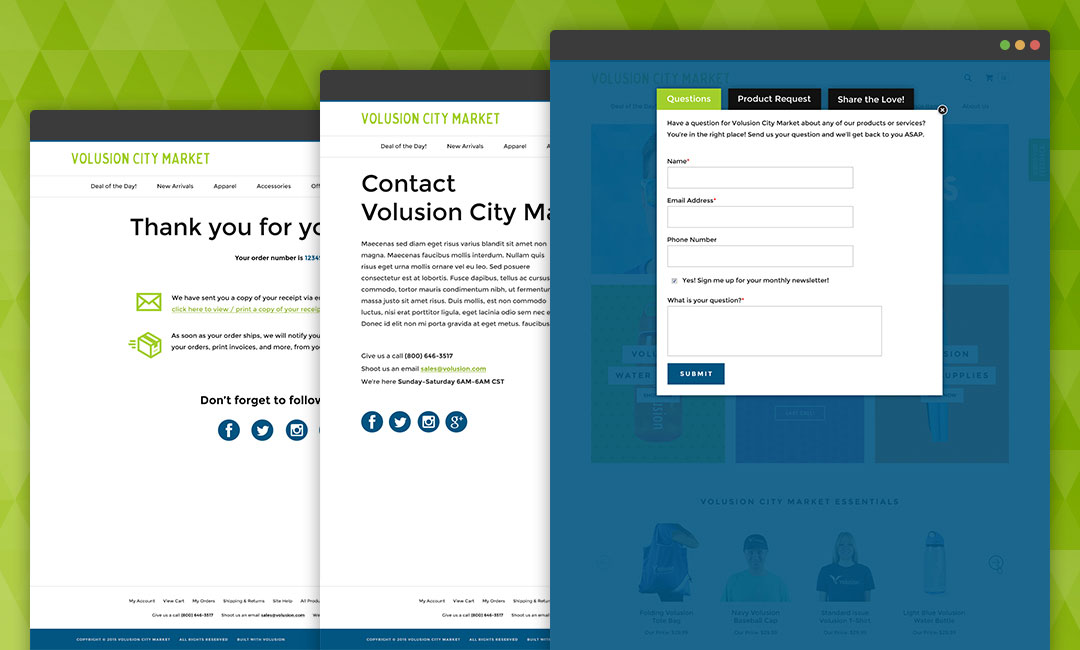 VOLUSION CITY MARKET
Deal of the Day!
New Arrivals
Apparel
Accessories
Thank you for yo
Your order number is 1234
We have sent you a copy of your receipt via e
click here to view / print a copy of your receip
As soon as your order ships, we will notify you
your orders, print invoices, and more, from you
Don't forget to follow
My Account View Cart My Orders Shipping & Returns Site Help All Produ
Give us a call (800) 646-3517 Shoot us an email sales@volusion.com We
COPYRIGHT © 2015 VOLUSION CITY MARKET ALL RIGHTS RESERVED BUILT WITH VOLUSION
VOLUSION CITY MARKET
Deal of the Day!
New Arrivals
Apparel
Contact
Volusion City Ma
Maecenas sed diam eget risus varius blandit sit amet non
magna. Maecenas faucibus mollis interdum. Nullam quis
risus eget urna mollis ornare vel eu leo. Sed posuere
consectetur est at lobortis. Fusce dapibus, tellus ac cursus
commodo, tortor mauris condimentum nibh, ut fermentum
massa justo sit amet risus. Duis mollis, est non commodo
luctus, nisi erat porttitor ligula, eget lacinia odio sem nec e
Donec id elit non mi porta gravida at eget metus. faucibus
Give us a call (800) 646-3517
Shoot us an email sales@volusion.com
We're here Sunday-Saturday 6AM-6AM CST
My Account View Cart My Orders Shipping & Retur
Give us a call (800) 646-3517 Shoot us an email
COPYRIGHT © 2015 VOLUSION CITY MARKET ALL RIGHTS RESERVED BUILT WIT
VOLUSION CITY MARKET
Deal of the
About Us
Questions
Product Request
Share the Love!
Have a question for Volusion City Market about any of our products or services?
You're in the right place! Send us your question and we'll get back to you ASAP.
Name*
Email Address*
Phone Number
Yes! Sign me up for your monthly newsletter!
What is your question?*
SUBMIT
VOLU
WATER
SION
SUPPLIES
VOLUSION CITY MARKET ESSENTIALS
Folding Volusion
Tote Bag
Our Price: $29.99
Navy Volusion
Baseball Cap
Our Price: $29.99
Standard Issue
Volusion T-Shirt
Our Price: $29.99
Light Blue Volusion
Water Bottle
Our Price: $29.99